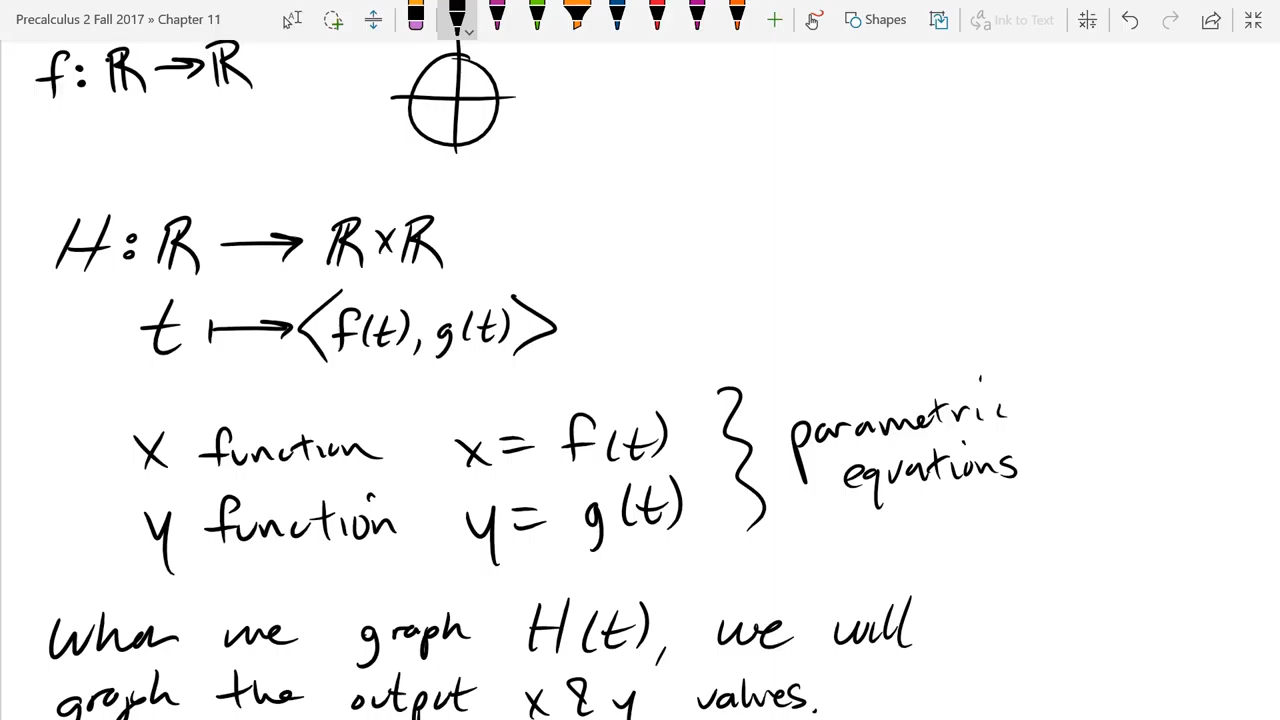 Precalculus 2 Fall 2017 » Chapter 11
Shapes
Ink to Text
f: ℝ → ℝ
H: ℝ → ℝ×ℝ
t ↦ <f(t), g(t)>
x function x = f(t)
y function y = g(t)
} parametric
equations
When we graph H(t), we will
graph the output x & y values.